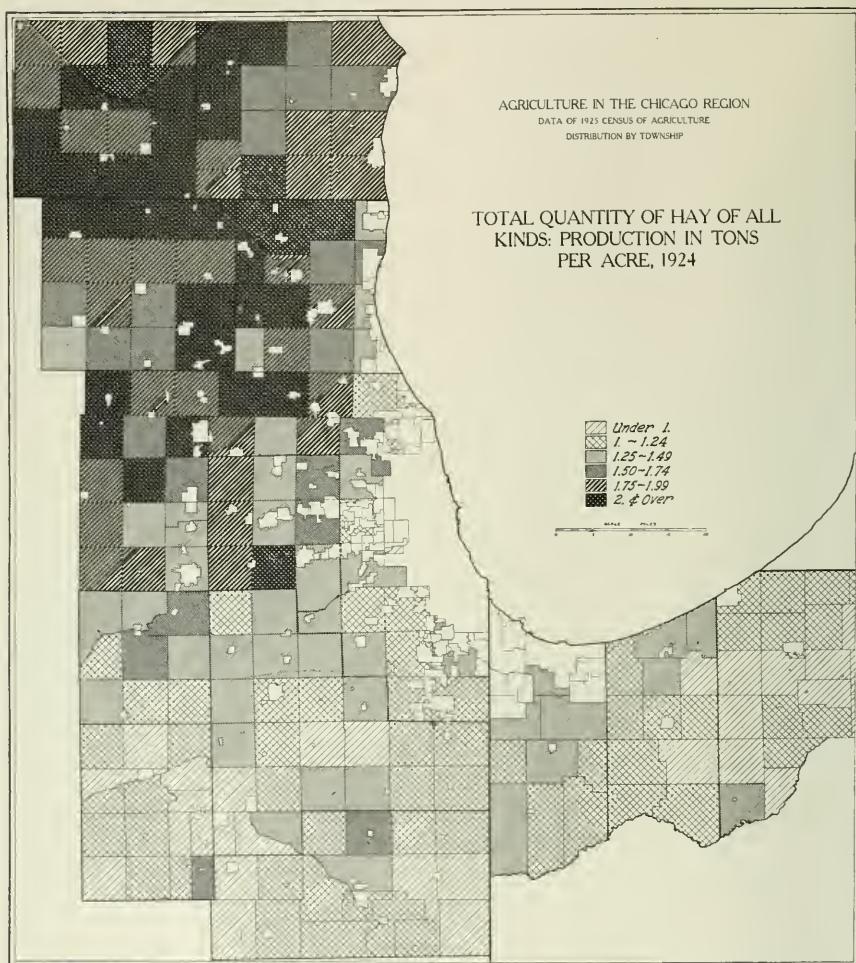 AGRICULTURE IN THE CHICAGO REGION
DATA OF 1925 CENSUS OF AGRICULTURE
DISTRIBUTION BY TOWNSHIP
TOTAL QUANTITY OF HAY OF ALL
KINDS: PRODUCTION IN TONS
PER ACRE, 1924
Under 1.
1. – 1.24
1.25–1.49
1.50–1.74
1.75–1.99
2. & Over
SCALE MILES